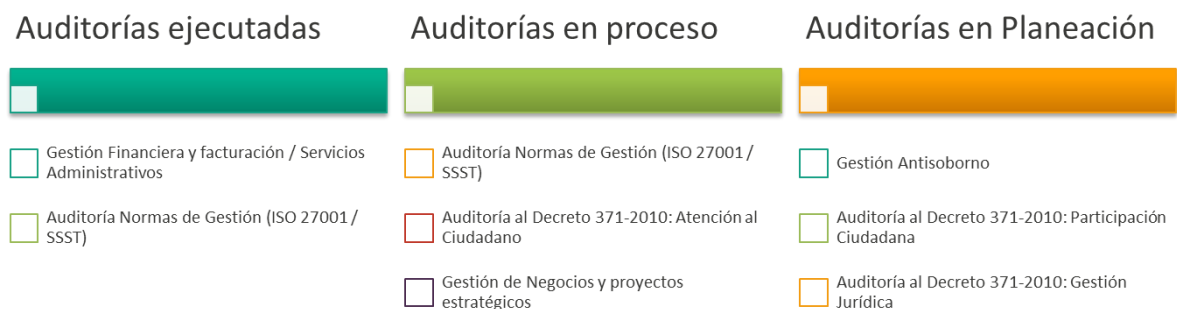 Auditorías ejecutadas
Gestión Financiera y facturación / Servicios
Administrativos
Auditoría Normas de Gestión (ISO 27001 /
SSST)
Auditorías en proceso
Auditoría Normas de Gestión (ISO 27001 /
SSST)
Auditoría al Decreto 371-2010: Atención al
Ciudadano
Gestión de Negocios y proyectos
estratégicos
Auditorías en Planeación
Gestión Antisoborno
Auditoría al Decreto 371-2010: Participación
Ciudadana
Auditoría al Decreto 371-2010: Gestión
Jurídica